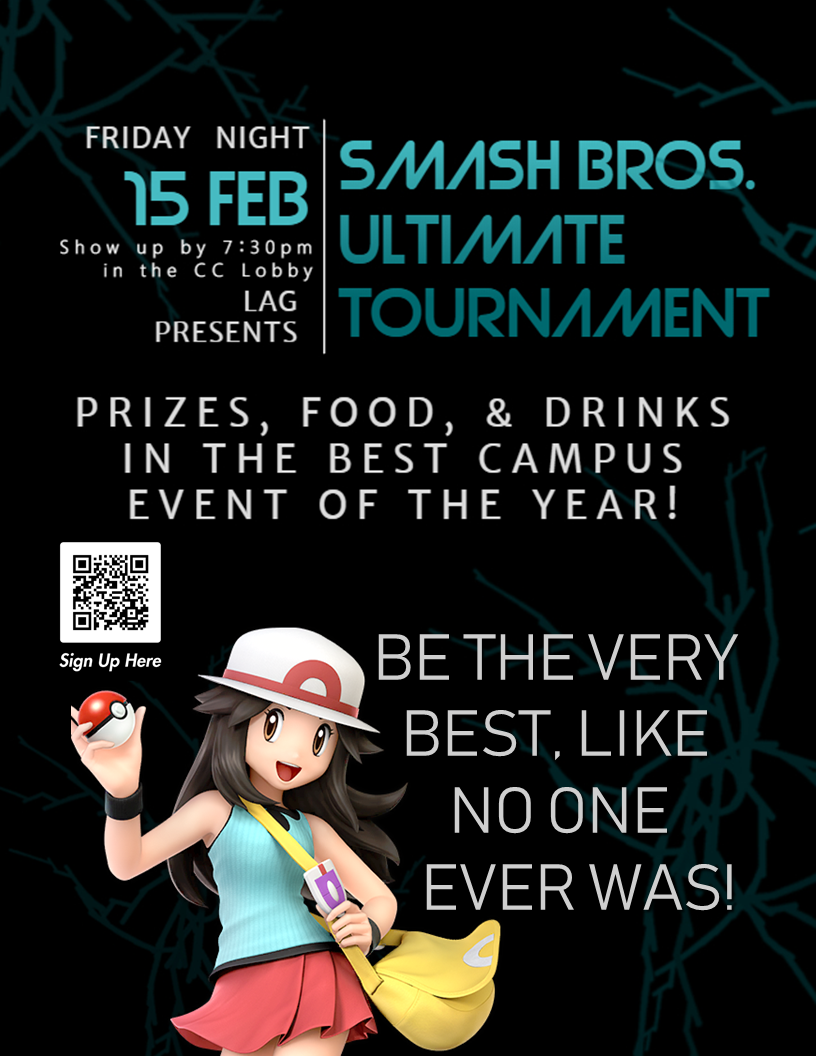 FRIDAY NIGHT
15 FEB
Show up by 7:30pm
in the CC Lobby
LAG
PRESENTS
SMASH BROS.
ULTIMATE
TOURNAMENT
PRIZES, FOOD, & DRINKS
IN THE BEST CAMPUS
EVENT OF THE YEAR!
Sign Up Here
BE THE VERY
BEST, LIKE
NO ONE
EVER WAS!